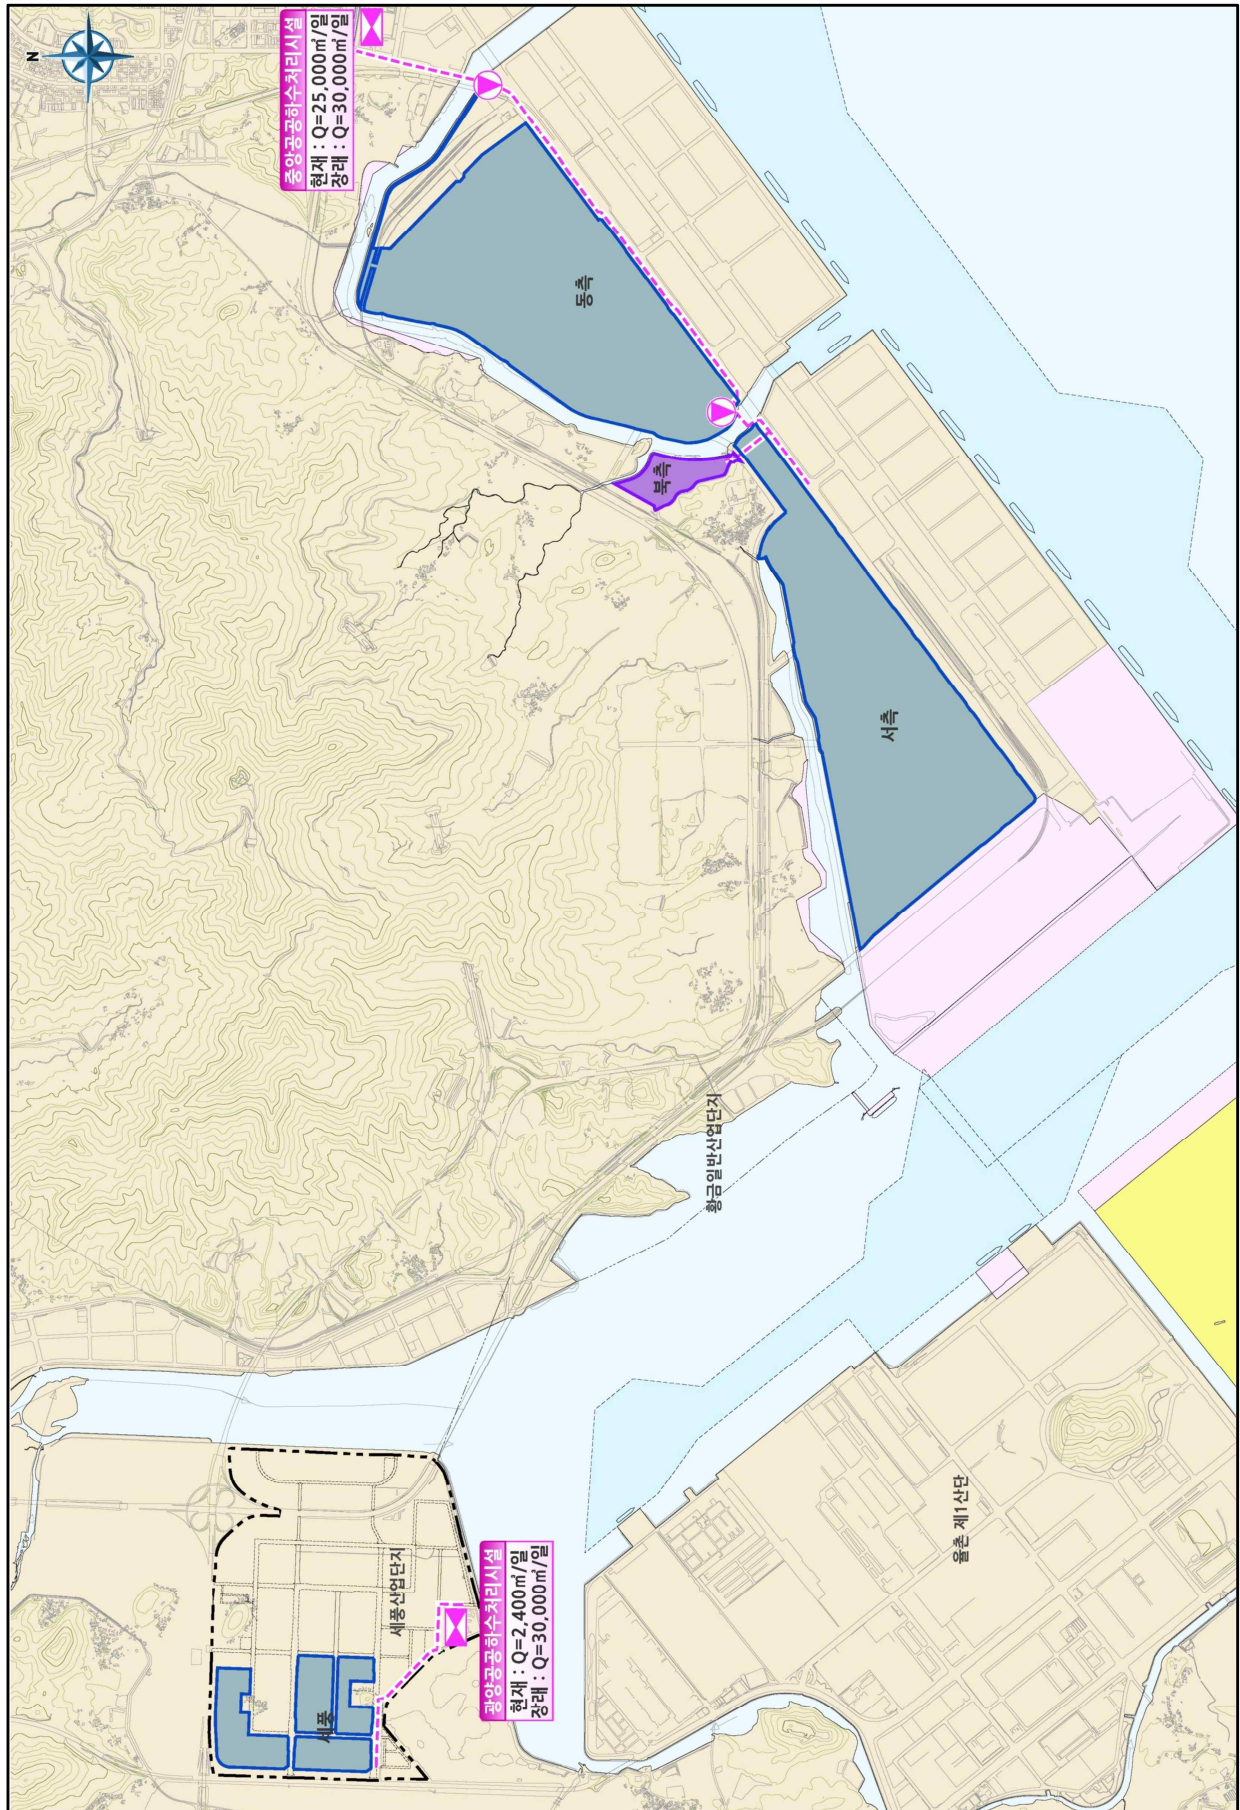 N
중앙공공하수처리시설
현재 : Q=25,000㎥/일
장래 : Q=30,000㎥/일
동측
북측
서측
황금일반산업단지
율촌 제1산단
세풍산업단지
세풍
광양공공하수처리시설
현재 : Q=2,400㎥/일
장래 : Q=30,000㎥/일